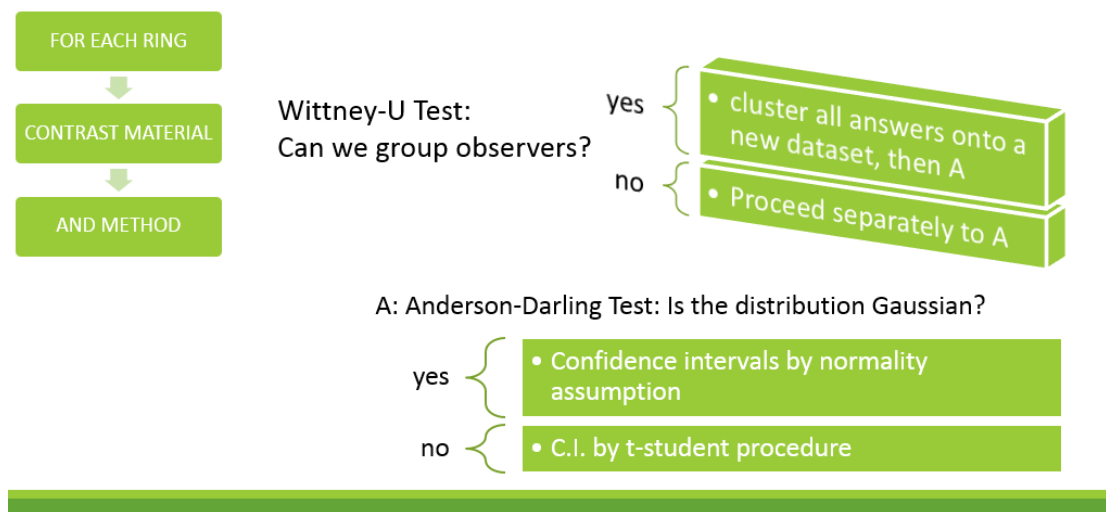 FOR EACH RING
CONTRAST MATERIAL
AND METHOD
Wittney-U Test:
Can we group observers?
yes
• cluster all answers onto a
new dataset, then A
no
• Proceed separately to A
A: Anderson-Darling Test: Is the distribution Gaussian?
yes
• Confidence intervals by normality
assumption
no
• C.I. by t-student procedure